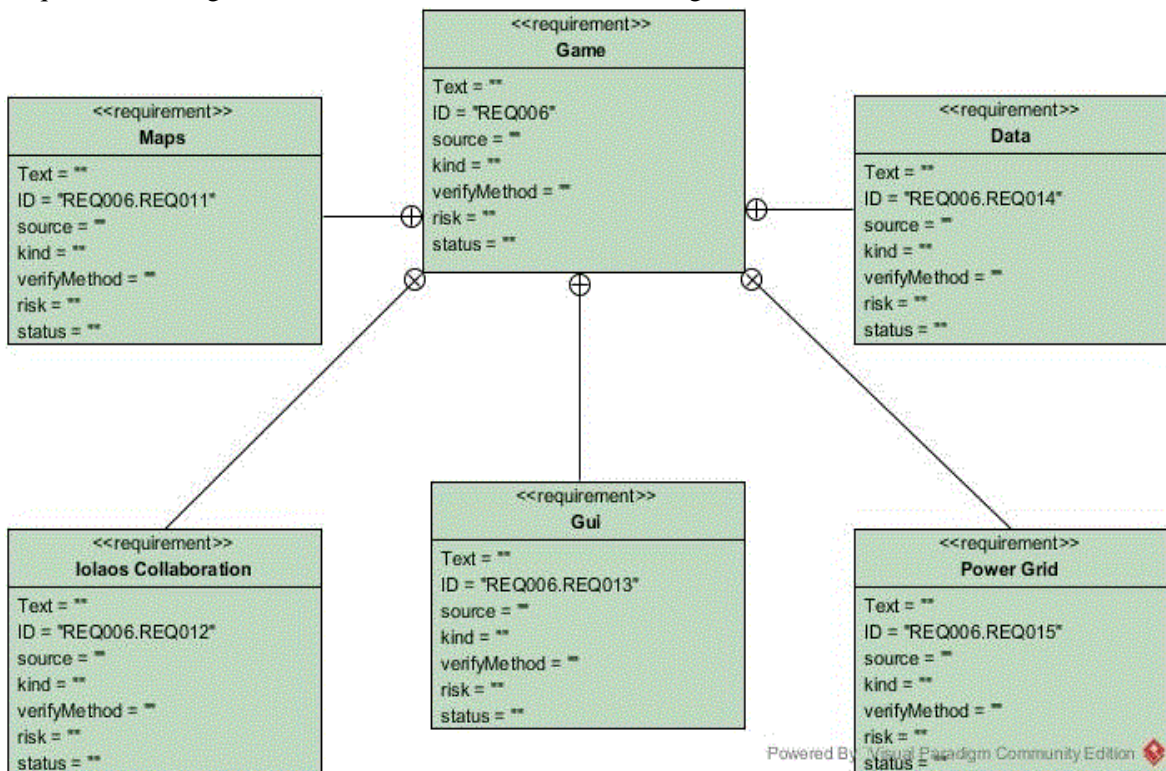 <<requirement>>
Game
Text = ""
ID = "REQ006"
source = ""
kind = ""
verifyMethod = ""
risk = ""
status = ""
<<requirement>>
Maps
Text = ""
ID = "REQ006.REQ011"
source = ""
kind = ""
verifyMethod = ""
risk = ""
status = ""
<<requirement>>
Data
Text = ""
ID = "REQ006.REQ014"
source = ""
kind = ""
verifyMethod = ""
risk = ""
status = ""
<<requirement>>
Iolaos Collaboration
Text = ""
ID = "REQ006.REQ012"
source = ""
kind = ""
verifyMethod = ""
risk = ""
status = ""
<<requirement>>
Gui
Text = ""
ID = "REQ006.REQ013"
source = ""
kind = ""
verifyMethod = ""
risk = ""
status = ""
<<requirement>>
Power Grid
Text = ""
ID = "REQ006.REQ015"
source = ""
kind = ""
verifyMethod = ""
risk = ""
status = ""
Powered By Visual Paradigm Community Edition